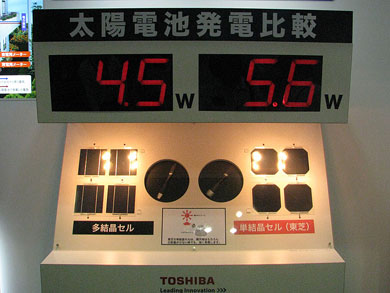 太陽電池発電比較
4.5 W 5.6 W
多結晶セル
単結晶セル（東芝）
TOSHIBA
Leading Innovation >>>